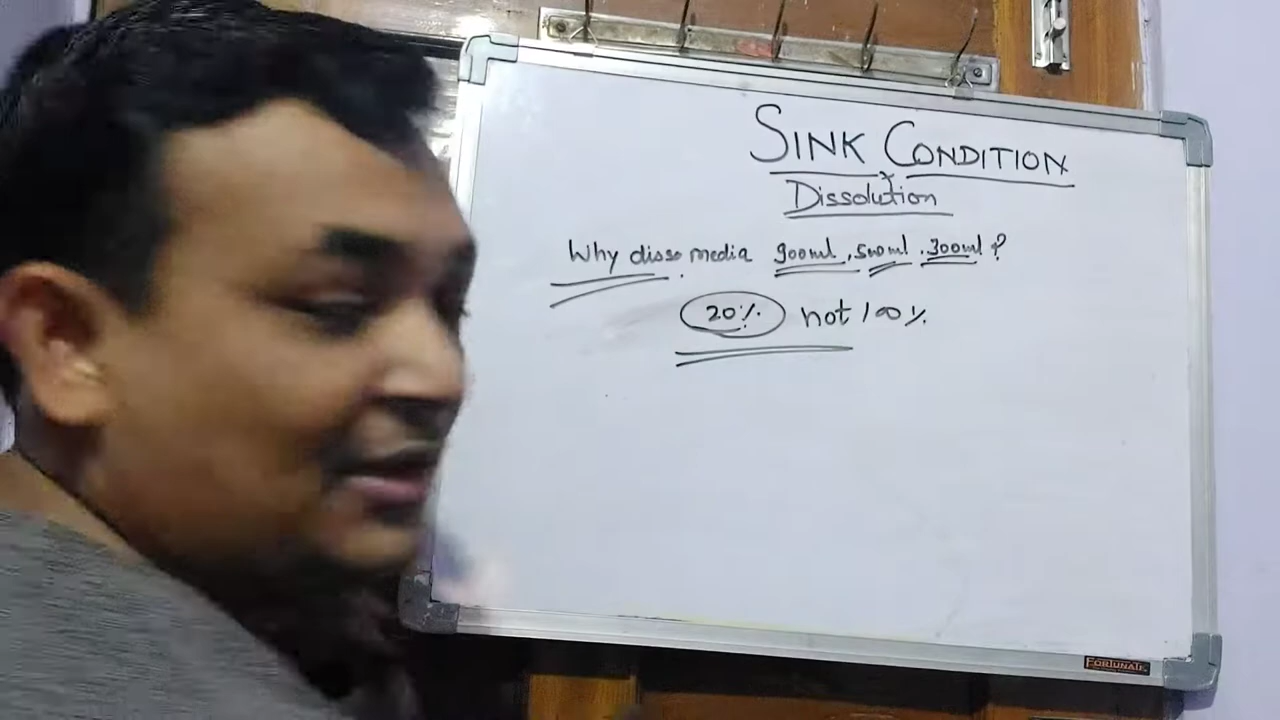 SINK CONDITION
Dissolution
Why disso media 900ml, 500ml, 300ml?
20% not 100%
FORTUNATE